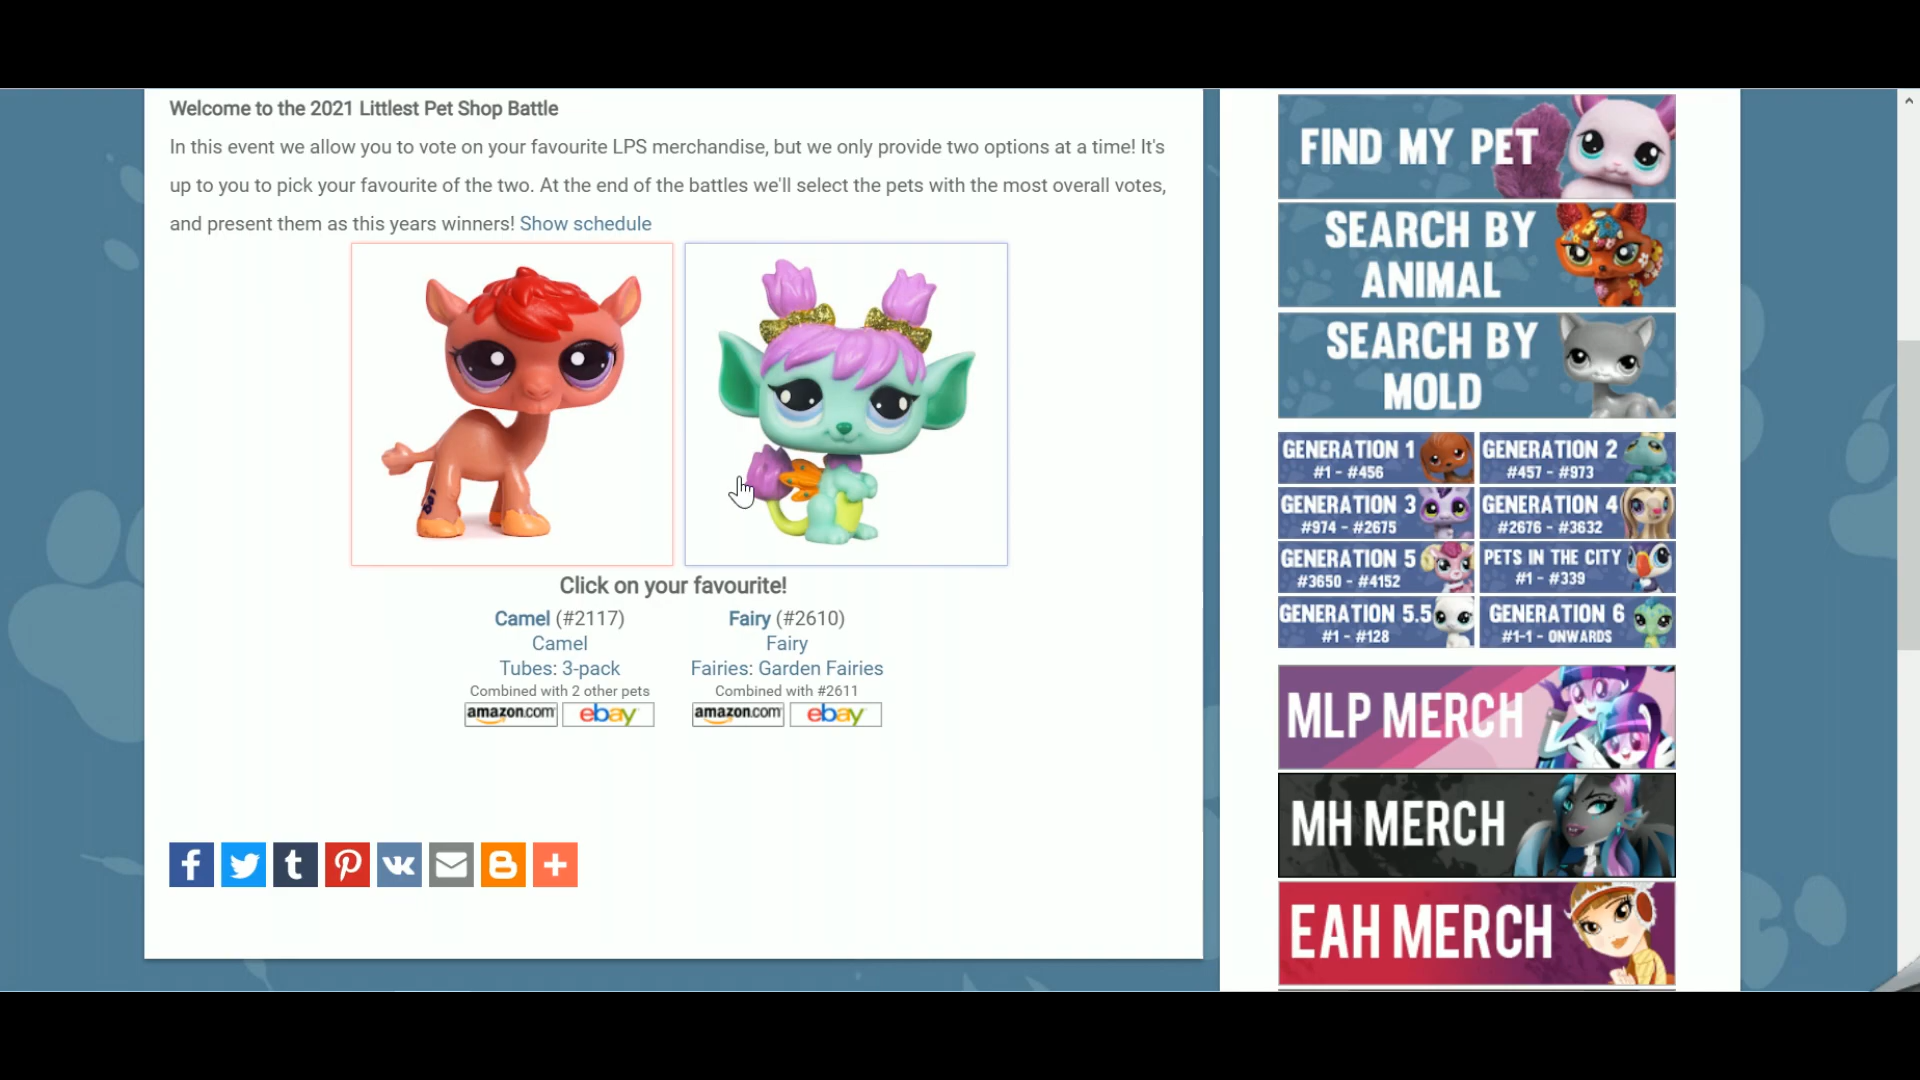 Welcome to the 2021 Littlest Pet Shop Battle
In this event we allow you to vote on your favourite LPS merchandise, but we only provide two options at a time! It's
up to you to pick your favourite of the two. At the end of the battles we'll select the pets with the most overall votes,
and present them as this years winners! Show schedule
Click on your favourite!
Camel (#2117)
Camel
Tubes: 3-pack
Combined with 2 other pets
amazon.com ebay
Fairy (#2610)
Fairy
Fairies: Garden Fairies
Combined with #2611
amazon.com ebay
f t B +
FIND MY PET
SEARCH BY
ANIMAL
SEARCH BY
MOLD
GENERATION 1
#1 - #456
GENERATION 2
#457 - #973
GENERATION 3
#974 - #2675
GENERATION 4
#2676 - #3632
GENERATION 5
#3650 - #4152
PETS IN THE CITY
#1 - #339
GENERATION 5.5
#1 - #128
GENERATION 6
#1-1 - ONWARDS
MLP MERCH
MH MERCH
EAH MERCH